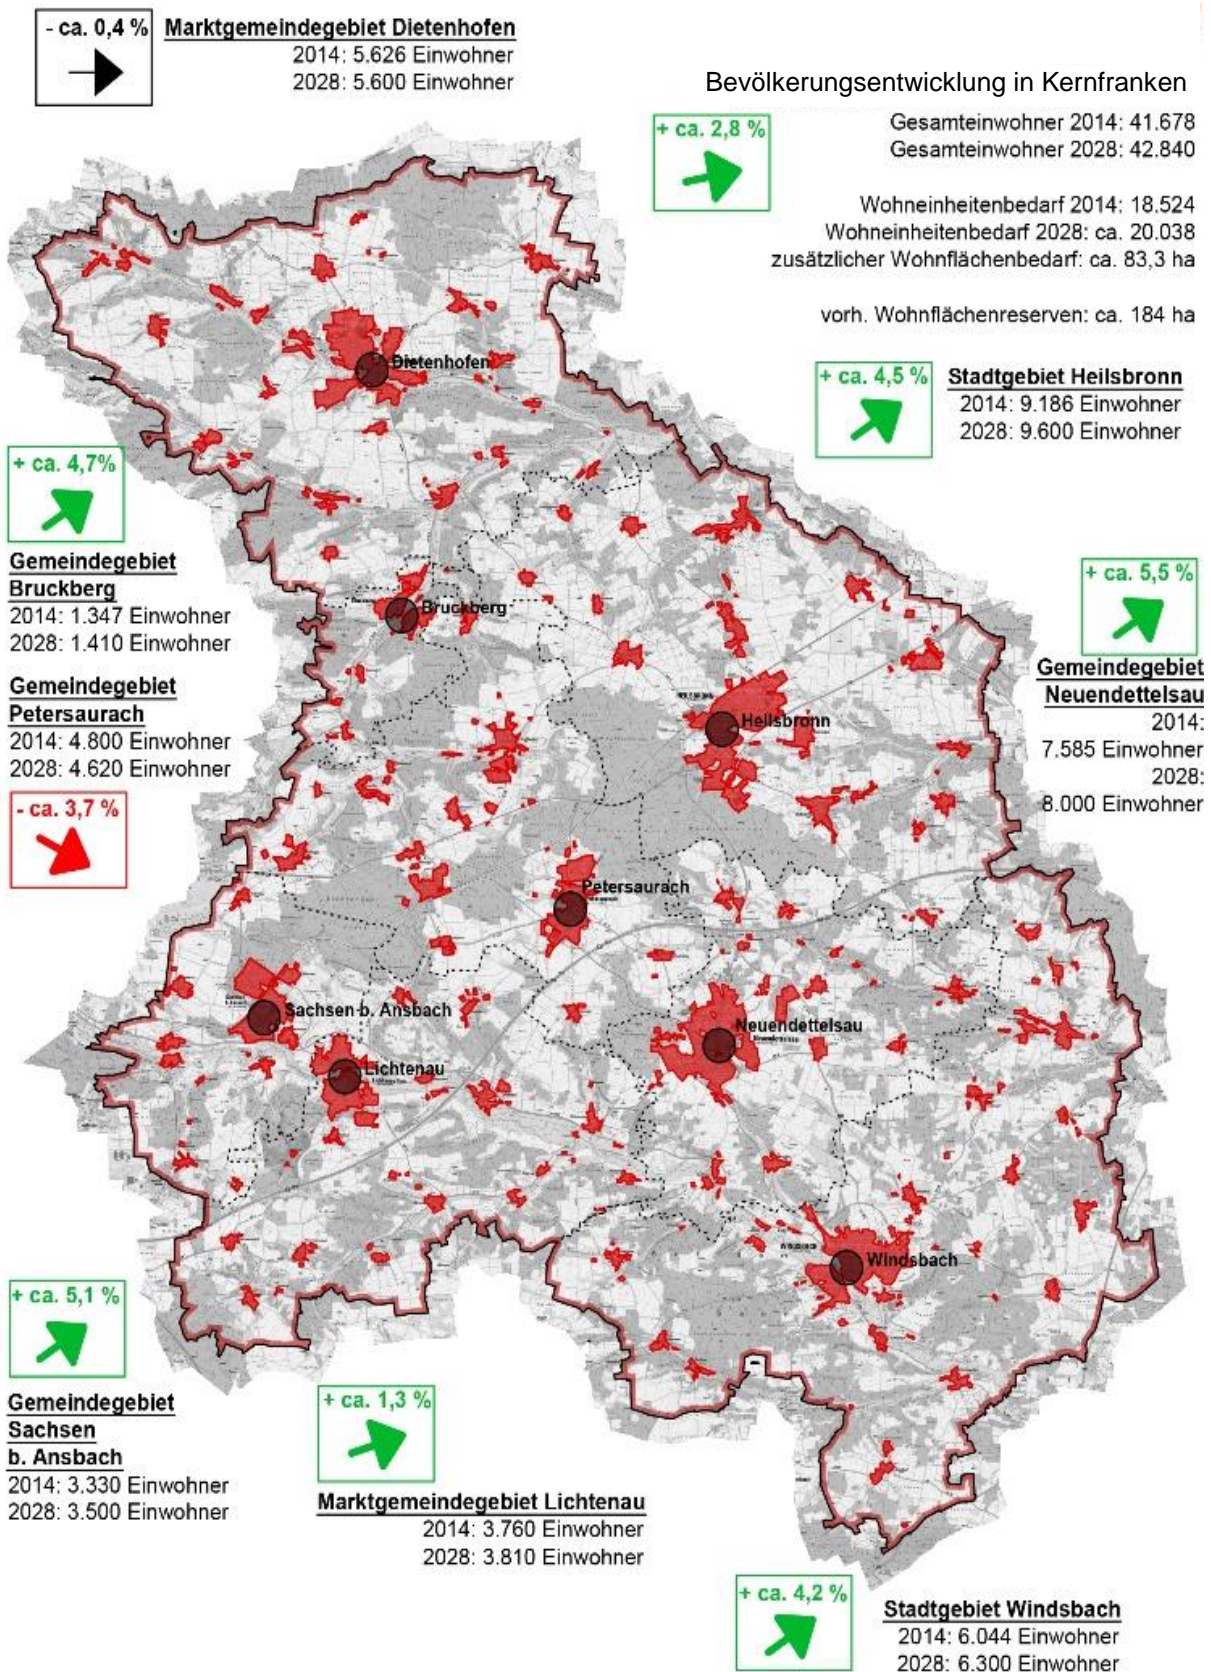 - ca. 0,4 %
Marktgemeindegebiet Dietenhofen
2014: 5.626 Einwohner
2028: 5.600 Einwohner
Bevölkerungsentwicklung in Kernfranken
+ ca. 2,8 %
Gesamteinwohner 2014: 41.678
Gesamteinwohner 2028: 42.840
Wohneinheitenbedarf 2014: 18.524
Wohneinheitenbedarf 2028: ca. 20.038
zusätzlicher Wohnflächenbedarf: ca. 83,3 ha
vorh. Wohnflächenreserven: ca. 184 ha
+ ca. 4,5 %
Stadtgebiet Heilsbronn
2014: 9.186 Einwohner
2028: 9.600 Einwohner
Dietenhofen
+ ca. 4,7%
Gemeindegebiet
Bruckberg
2014: 1.347 Einwohner
2028: 1.410 Einwohner
Bruckberg
+ ca. 5,5 %
Gemeindegebiet
Neuendettelsau
2014:
7.585 Einwohner
2028:
8.000 Einwohner
Gemeindegebiet
Petersaurach
2014: 4.800 Einwohner
2028: 4.620 Einwohner
- ca. 3,7 %
Heilsbronn
Petersaurach
Sachsen b. Ansbach
Neuendettelsau
Lichtenau
Windsbach
+ ca. 5,1 %
Gemeindegebiet
Sachsen
b. Ansbach
2014: 3.330 Einwohner
2028: 3.500 Einwohner
+ ca. 1,3 %
Marktgemeindegebiet Lichtenau
2014: 3.760 Einwohner
2028: 3.810 Einwohner
+ ca. 4,2 %
Stadtgebiet Windsbach
2014: 6.044 Einwohner
2028: 6.300 Einwohner